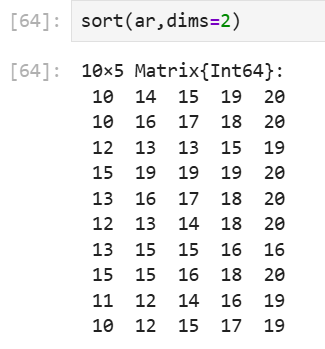 [64]: sort(ar,dims=2)
[64]: 10×5 Matrix{Int64}:
10 14 15 19 20
10 16 17 18 20
12 13 13 15 19
15 19 19 19 20
13 16 17 18 20
12 13 14 18 20
13 15 15 16 16
15 15 16 18 20
11 12 14 16 19
10 12 15 17 19